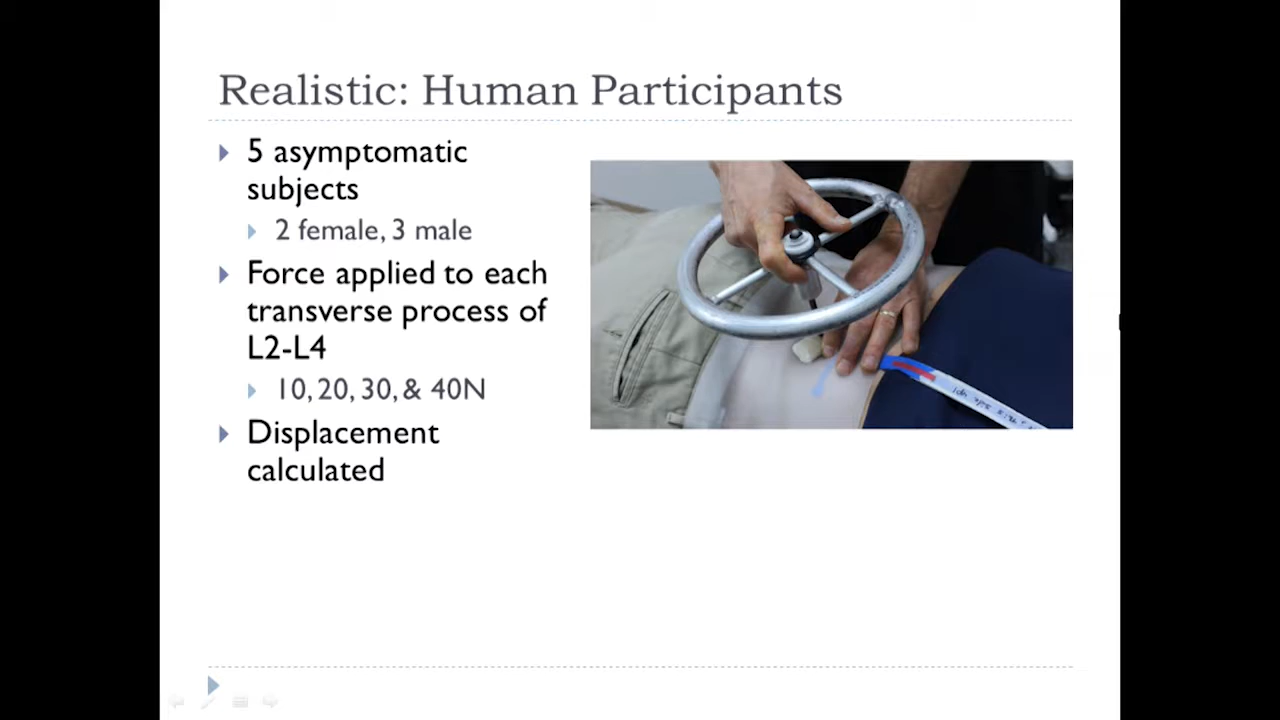 Realistic: Human Participants
5 asymptomatic
subjects
2 female, 3 male
Force applied to each
transverse process of
L2-L4
10, 20, 30, & 40N
Displacement
calculated